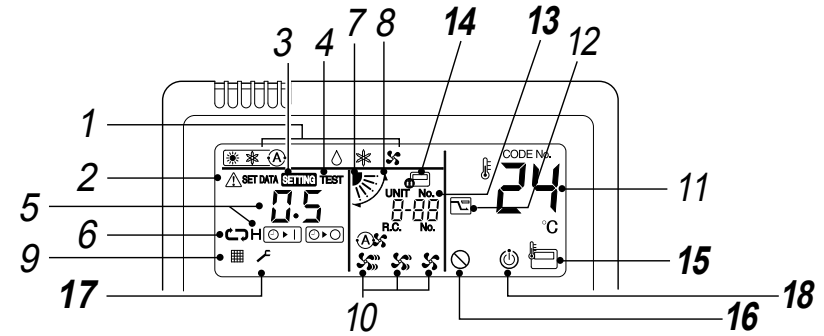 3 4 7 8 14 13 12
1
CODE No.
A
2 SET DATA SETTING TEST
UNIT No.
24 11
5 0.5
8-88
R.C. No.
°C
6 H
A
9
15
17 10 16 18